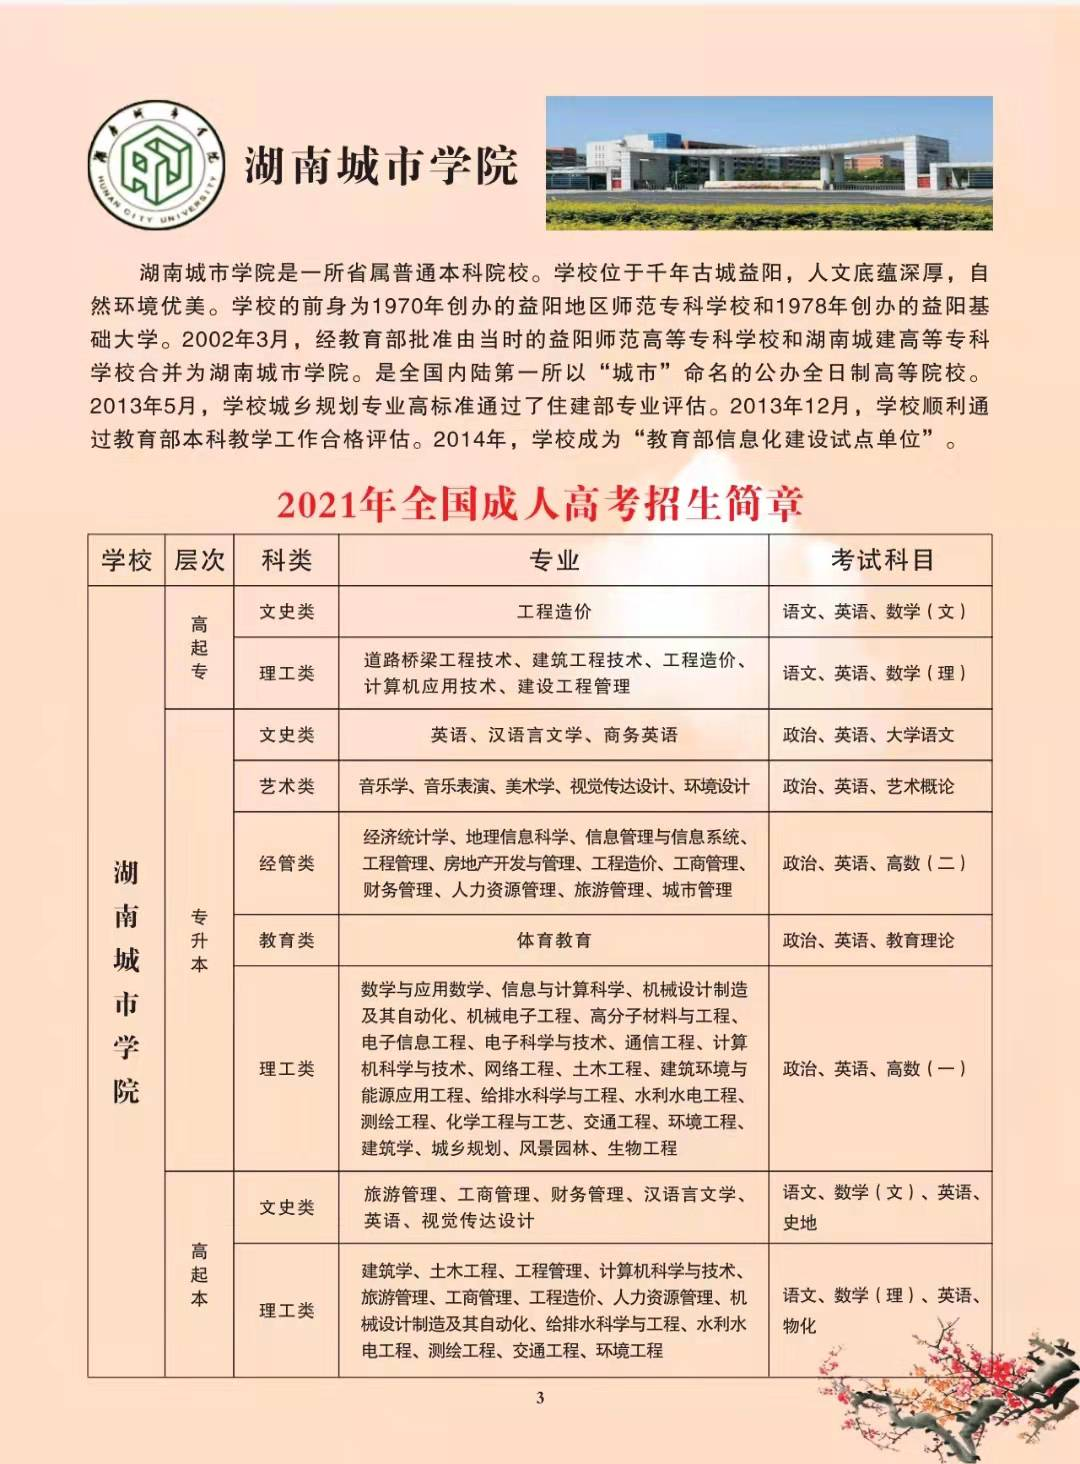 湖南城市学院
HUNAN CITY UNIVERSITY
湖南城市学院
湖南城市学院是一所省属普通本科院校。学校位于千年古城益阳，人文底蕴深厚，自
然环境优美。学校的前身为1970年创办的益阳地区师范专科学校和1978年创办的益阳基
础大学。2002年3月，经教育部批准由当时的益阳师范高等专科学校和湖南城建高等专科
学校合并为湖南城市学院。是全国内陆第一所以“城市”命名的公办全日制高等院校。
2013年5月，学校城乡规划专业高标准通过了住建部专业评估。2013年12月，学校顺利通
过教育部本科教学工作合格评估。2014年，学校成为“教育部信息化建设试点单位”。
2021年全国成人高考招生简章
学校 层次 科类 专业 考试科目
湖南城市学院
高起专
文史类 工程造价 语文、英语、数学（文）
理工类
道路桥梁工程技术、建筑工程技术、工程造价、
计算机应用技术、建设工程管理
语文、英语、数学（理）
专升本
文史类 英语、汉语言文学、商务英语 政治、英语、大学语文
艺术类 音乐学、音乐表演、美术学、视觉传达设计、环境设计 政治、英语、艺术概论
经管类
经济统计学、地理信息科学、信息管理与信息系统、
工程管理、房地产开发与管理、工程造价、工商管理、
财务管理、人力资源管理、旅游管理、城市管理
政治、英语、高数（二）
教育类 体育教育 政治、英语、教育理论
理工类
数学与应用数学、信息与计算科学、机械设计制造
及其自动化、机械电子工程、高分子材料与工程、
电子信息工程、电子科学与技术、通信工程、计算
机科学与技术、网络工程、土木工程、建筑环境与
能源应用工程、给排水科学与工程、水利水电工程、
测绘工程、化学工程与工艺、交通工程、环境工程、
建筑学、城乡规划、风景园林、生物工程
政治、英语、高数（一）
高起本
文史类
旅游管理、工商管理、财务管理、汉语言文学、
英语、视觉传达设计
语文、数学（文）、英语、
史地
理工类
建筑学、土木工程、工程管理、计算机科学与技术、
旅游管理、工商管理、工程造价、人力资源管理、机
械设计制造及其自动化、给排水科学与工程、水利水
电工程、测绘工程、交通工程、环境工程
语文、数学（理）、英语、
物化
3